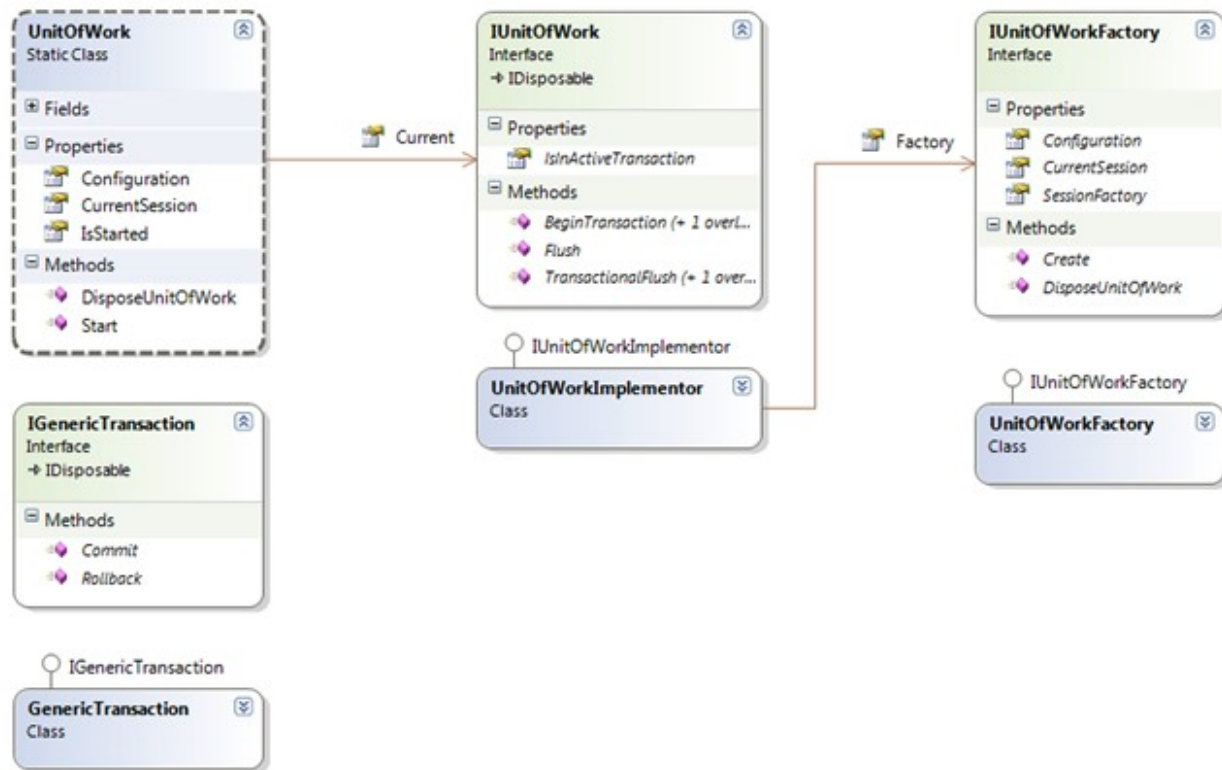 UnitOfWork
Static Class
Fields
Properties
Configuration
CurrentSession
IsStarted
Methods
DisposeUnitOfWork
Start
Current
IUnitOfWork
Interface
IDisposable
Properties
IsInActiveTransaction
Methods
BeginTransaction (+ 1 overl...
Flush
TransactionalFlush (+ 1 over...
Factory
IUnitOfWorkFactory
Interface
Properties
Configuration
CurrentSession
SessionFactory
Methods
Create
DisposeUnitOfWork
IUnitOfWorkImplementor
UnitOfWorkImplementor
Class
IUnitOfWorkFactory
UnitOfWorkFactory
Class
IGenericTransaction
Interface
IDisposable
Methods
Commit
Rollback
IGenericTransaction
GenericTransaction
Class